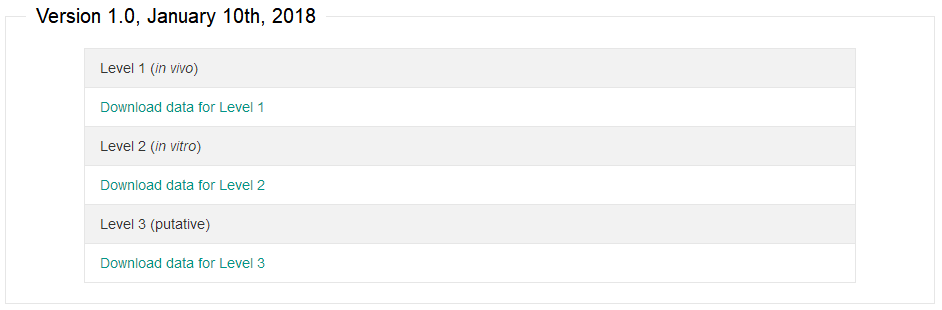 Version 1.0, January 10th, 2018
Level 1 (in vivo)
Download data for Level 1
Level 2 (in vitro)
Download data for Level 2
Level 3 (putative)
Download data for Level 3